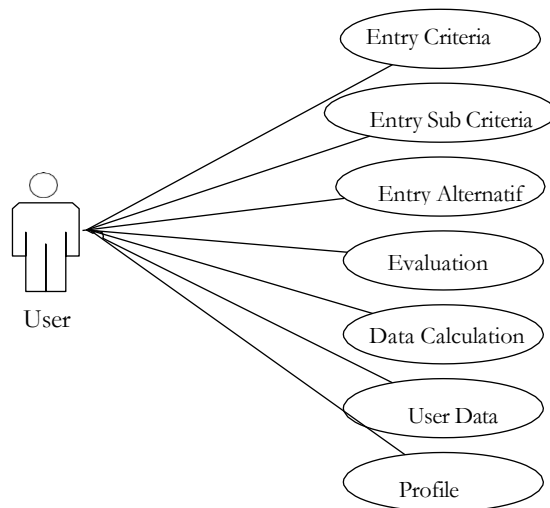 Entry Criteria
Entry Sub Criteria
Entry Alternatif
Evaluation
Data Calculation
User Data
Profile
User